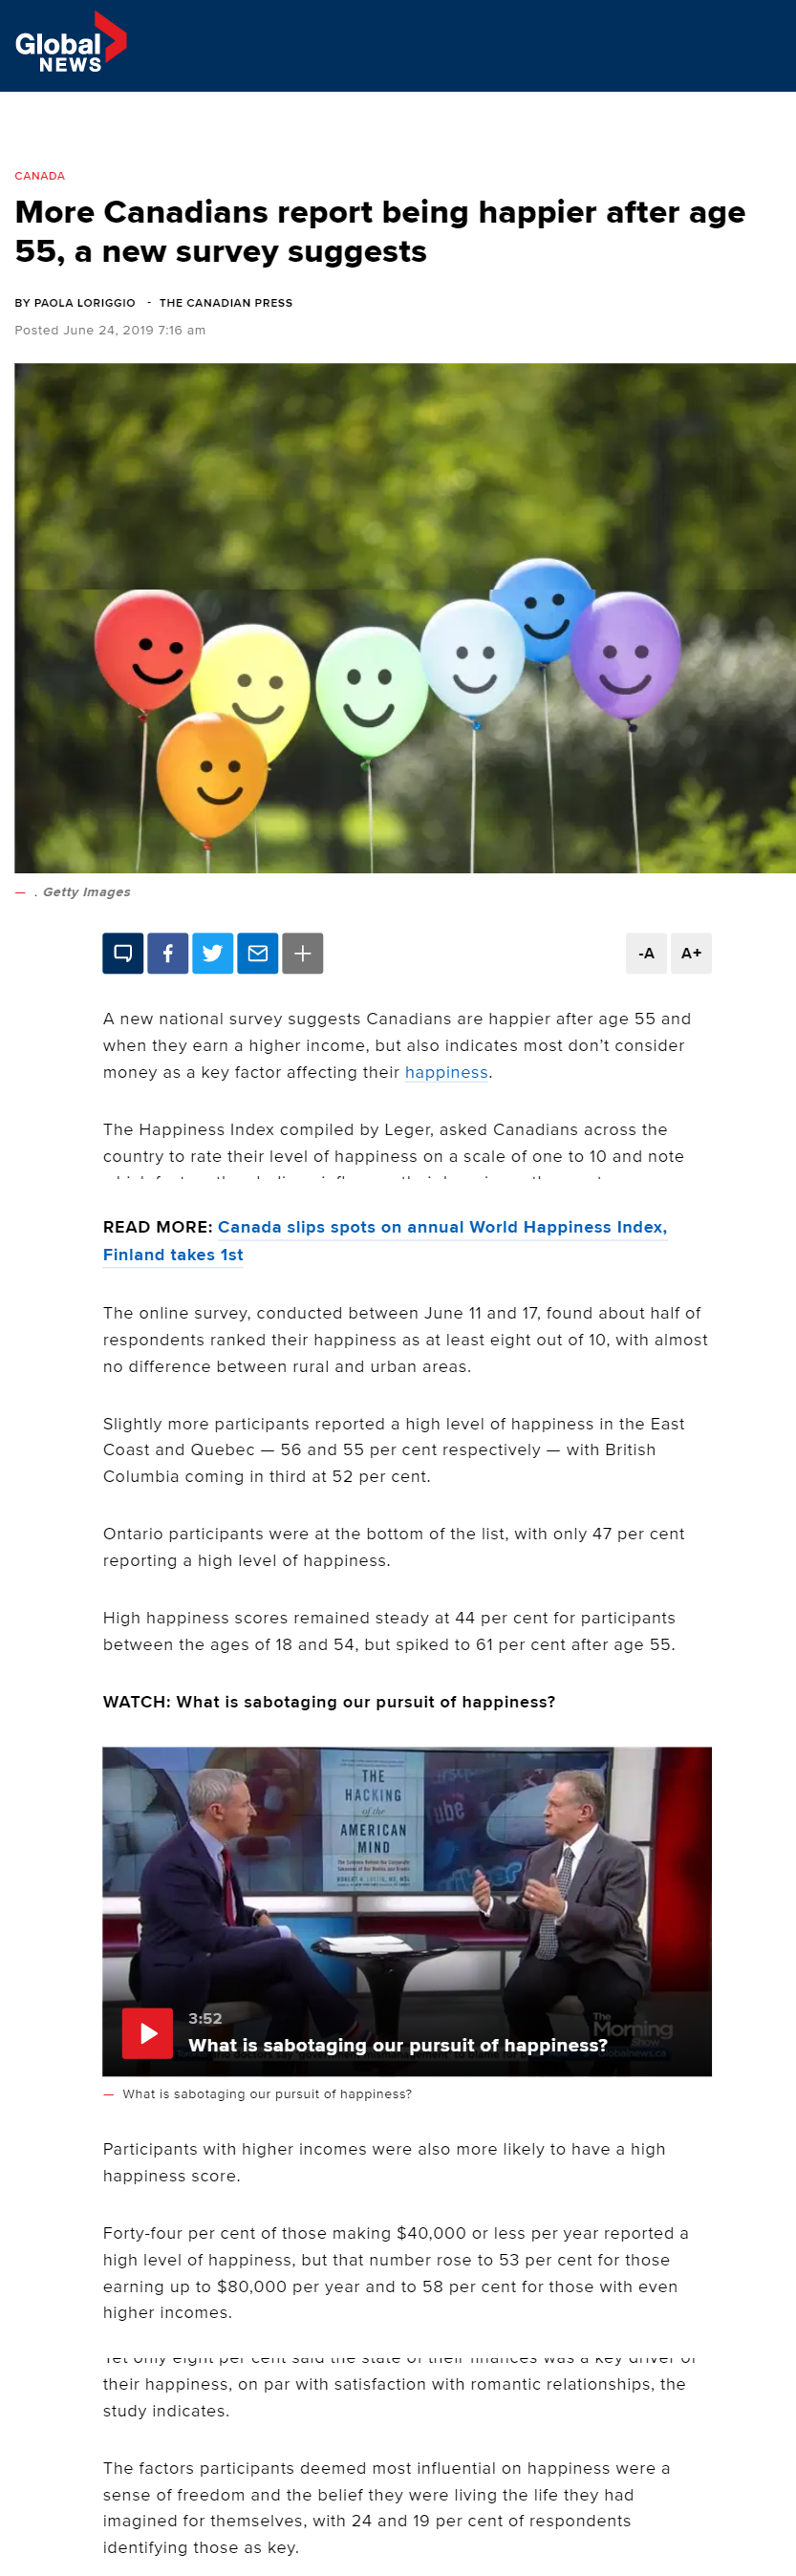 Global
NEWS
CANADA
More Canadians report being happier after age
55, a new survey suggests
BY PAOLA LORIGGIO - THE CANADIAN PRESS
Posted June 24, 2019 7:16 am
— . Getty Images
-A A+
A new national survey suggests Canadians are happier after age 55 and
when they earn a higher income, but also indicates most don’t consider
money as a key factor affecting their happiness.
The Happiness Index compiled by Leger, asked Canadians across the
country to rate their level of happiness on a scale of one to 10 and note
READ MORE: Canada slips spots on annual World Happiness Index,
Finland takes 1st
The online survey, conducted between June 11 and 17, found about half of
respondents ranked their happiness as at least eight out of 10, with almost
no difference between rural and urban areas.
Slightly more participants reported a high level of happiness in the East
Coast and Quebec — 56 and 55 per cent respectively — with British
Columbia coming in third at 52 per cent.
Ontario participants were at the bottom of the list, with only 47 per cent
reporting a high level of happiness.
High happiness scores remained steady at 44 per cent for participants
between the ages of 18 and 54, but spiked to 61 per cent after age 55.
WATCH: What is sabotaging our pursuit of happiness?
THE
HACKING
of the
AMERICAN
MIND
The Morning
Show
3:52
What is sabotaging our pursuit of happiness?
Globalnews.ca
— What is sabotaging our pursuit of happiness?
Participants with higher incomes were also more likely to have a high
happiness score.
Forty-four per cent of those making $40,000 or less per year reported a
high level of happiness, but that number rose to 53 per cent for those
earning up to $80,000 per year and to 58 per cent for those with even
higher incomes.
Yet only eight per cent said the state of their finances was a key driver of
their happiness, on par with satisfaction with romantic relationships, the
study indicates.
The factors participants deemed most influential on happiness were a
sense of freedom and the belief they were living the life they had
imagined for themselves, with 24 and 19 per cent of respondents
identifying those as key.